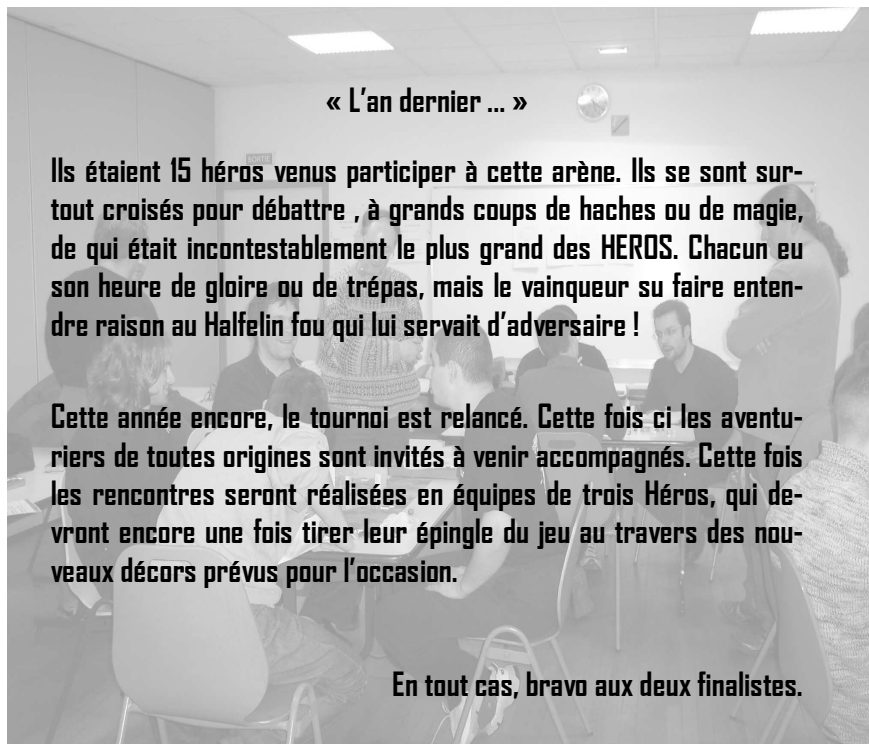 « L'an dernier ... »
SORTIE
Ils étaient 15 héros venus participer à cette arène. Ils se sont sur-
tout croisés pour débattre , à grands coups de haches ou de magie,
de qui était incontestablement le plus grand des HEROS. Chacun eu
son heure de gloire ou de trépas, mais le vainqueur su faire enten-
dre raison au Halfelin fou qui lui servait d'adversaire !
Cette année encore, le tournoi est relancé. Cette fois ci les aventu-
riers de toutes origines sont invités à venir accompagnés. Cette fois
les rencontres seront réalisées en équipes de trois Héros, qui de-
vront encore une fois tirer leur épingle du jeu au travers des nou-
veaux décors prévus pour l'occasion.
En tout cas, bravo aux deux finalistes.